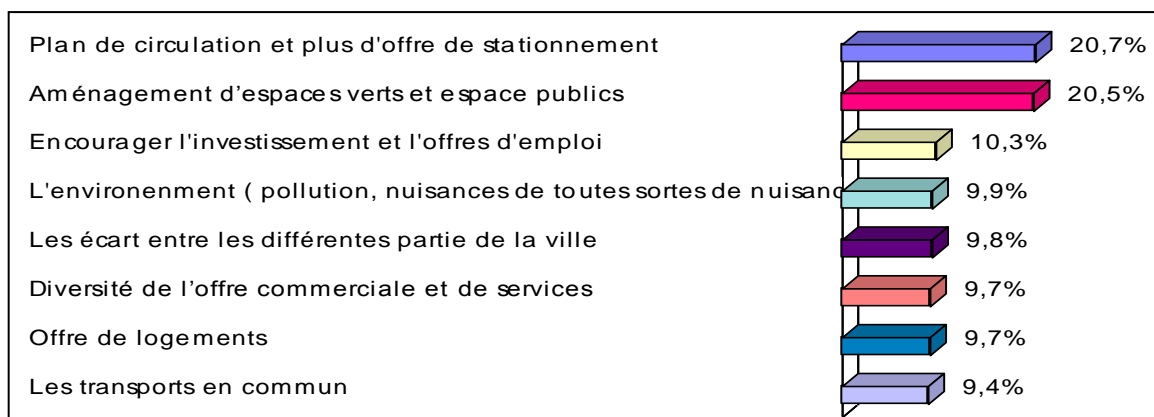 Plan de circulation et plus d'offre de stationnement 20,7%
Aménagement d'espaces verts et espace publics 20,5%
Encourager l'investissement et l'offres d'emploi 10,3%
L'environenment ( pollution, nuisances de toutes sortes de nuisanc 9,9%
Les écart entre les différentes partie de la ville 9,8%
Diversité de l'offre commerciale et de services 9,7%
Offre de logements 9,7%
Les transports en commun 9,4%